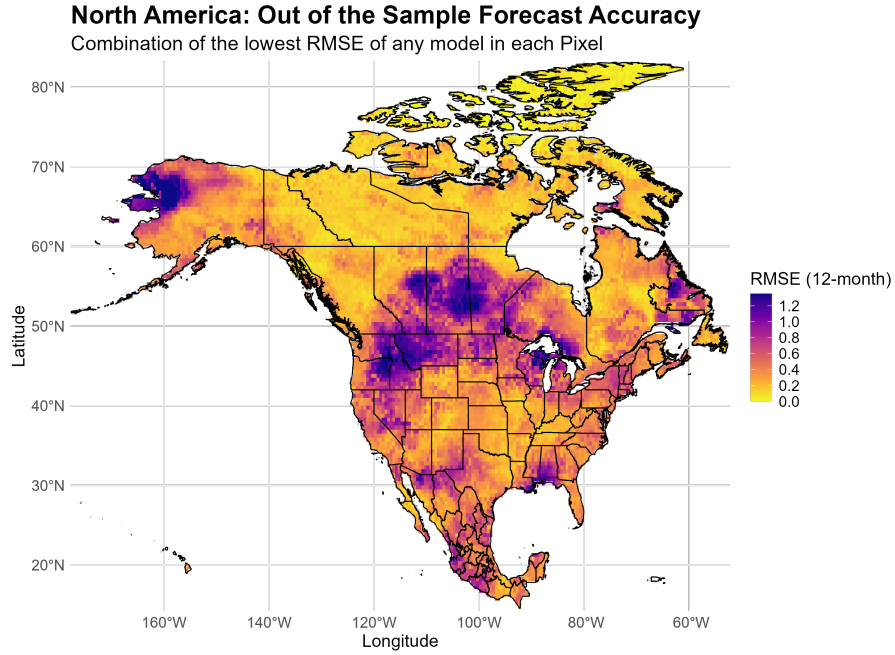 North America: Out of the Sample Forecast Accuracy
Combination of the lowest RMSE of any model in each Pixel
80°N
70°N
60°N
50°N
40°N
30°N
20°N
Latitude
160°W 140°W 120°W 100°W 80°W 60°W
Longitude
RMSE (12-month)
1.2
1.0
0.8
0.6
0.4
0.2
0.0